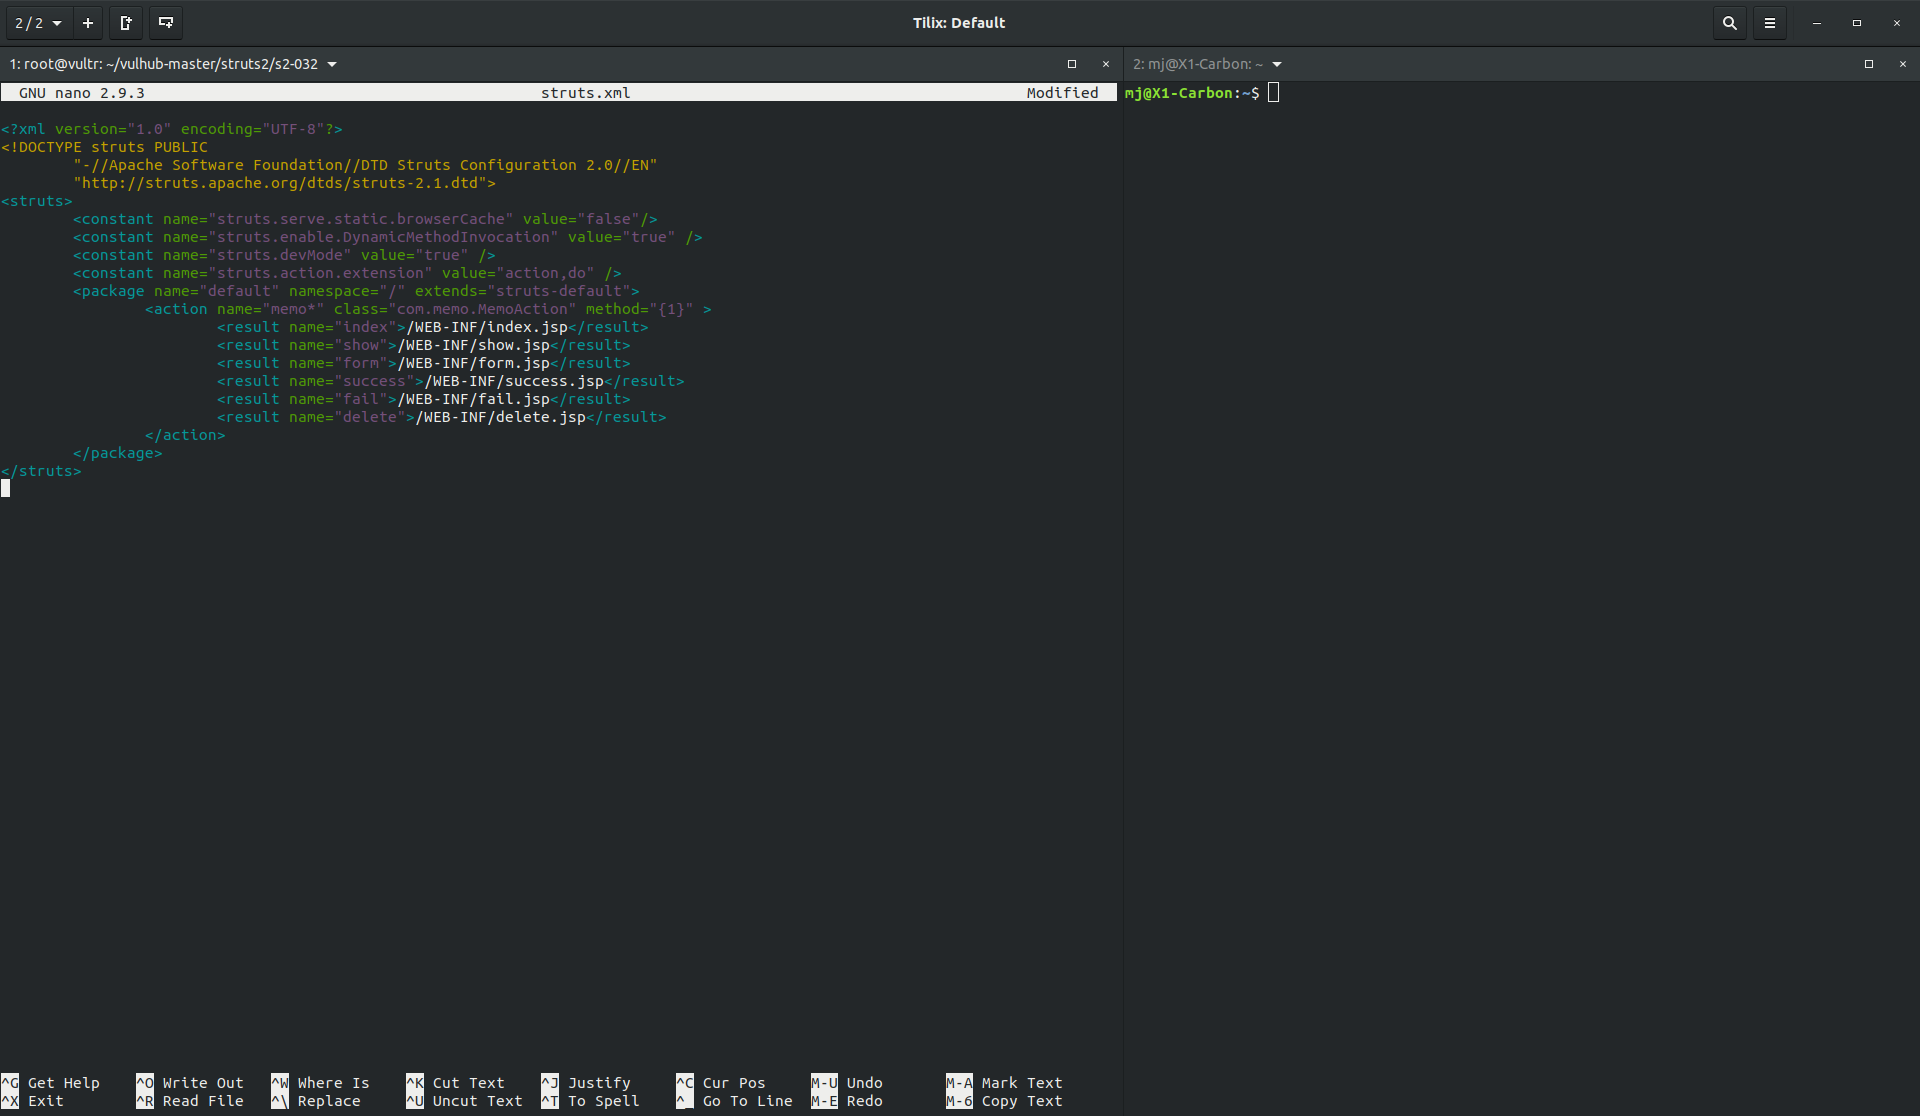 2 / 2
Tilix: Default
1: root@vultr: ~/vulhub-master/struts2/s2-032
2: mj@X1-Carbon: ~
GNU nano 2.9.3 struts.xml Modified
<?xml version="1.0" encoding="UTF-8"?>
<!DOCTYPE struts PUBLIC
        "-//Apache Software Foundation//DTD Struts Configuration 2.0//EN"
        "http://struts.apache.org/dtds/struts-2.1.dtd">
<struts>
        <constant name="struts.serve.static.browserCache" value="false"/>
        <constant name="struts.enable.DynamicMethodInvocation" value="true" />
        <constant name="struts.devMode" value="true" />
        <constant name="struts.action.extension" value="action,do" />
        <package name="default" namespace="/" extends="struts-default">
                <action name="memo*" class="com.memo.MemoAction" method="{1}" >
                        <result name="index">/WEB-INF/index.jsp</result>
                        <result name="show">/WEB-INF/show.jsp</result>
                        <result name="form">/WEB-INF/form.jsp</result>
                        <result name="success">/WEB-INF/success.jsp</result>
                        <result name="fail">/WEB-INF/fail.jsp</result>
                        <result name="delete">/WEB-INF/delete.jsp</result>
                </action>
        </package>
</struts>
^G Get Help ^O Write Out ^W Where Is ^K Cut Text ^J Justify ^C Cur Pos M-U Undo M-A Mark Text
^X Exit ^R Read File ^\ Replace ^U Uncut Text ^T To Spell ^_ Go To Line M-E Redo M-6 Copy Text
mj@X1-Carbon:~$